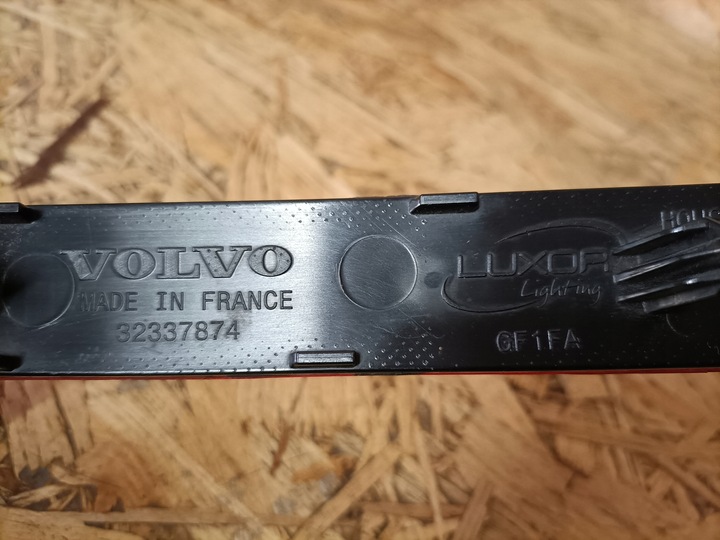 VOLVO
MADE IN FRANCE
32337874
LUXOR
Lighting
GF1FA